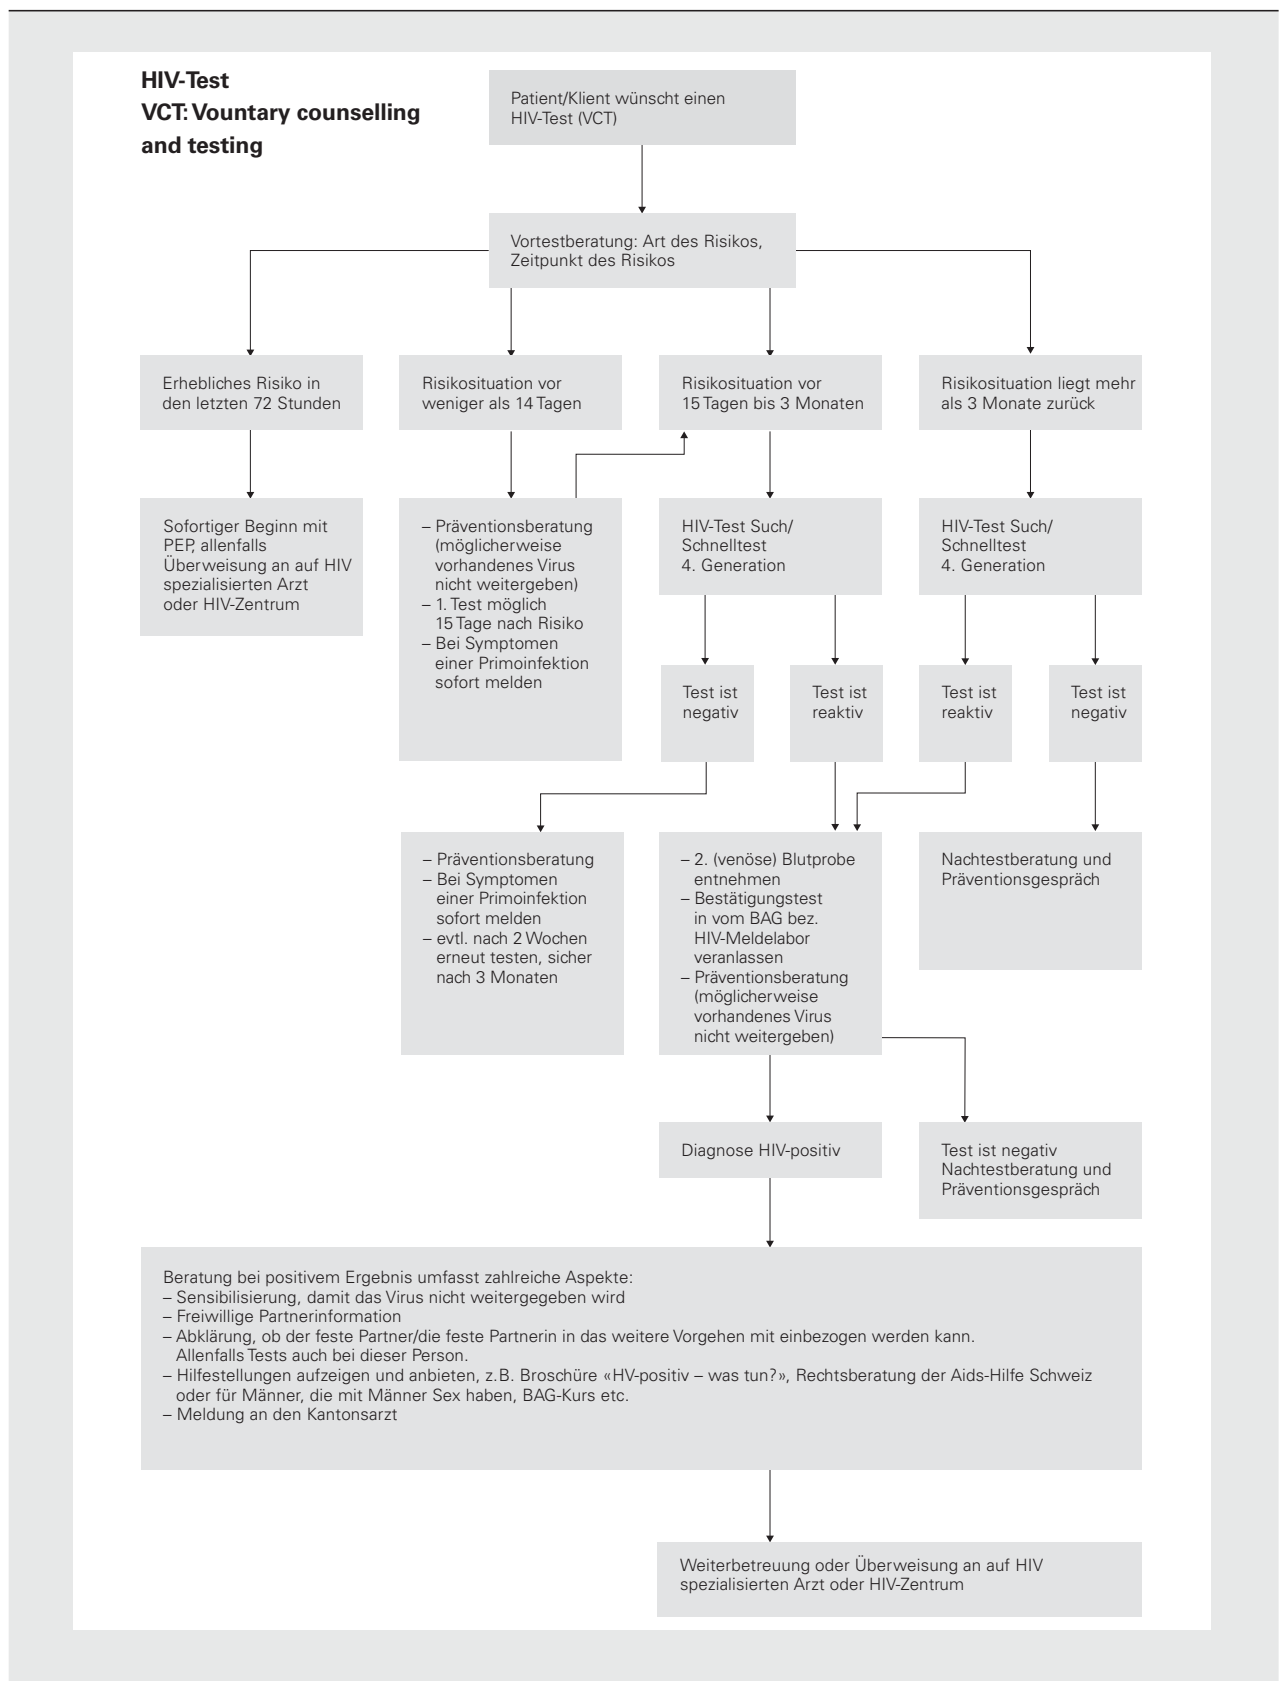 HIV-Test
VCT: Vountary counselling
and testing
Patient/Klient wünscht einen
HIV-Test (VCT)
Vortestberatung: Art des Risikos,
Zeitpunkt des Risikos
Erhebliches Risiko in
den letzten 72 Stunden
Risikosituation vor
weniger als 14 Tagen
Risikosituation vor
15 Tagen bis 3 Monaten
Risikosituation liegt mehr
als 3 Monate zurück
Sofortiger Beginn mit
PEP, allenfalls
Überweisung an auf HIV
spezialisierten Arzt
oder HIV-Zentrum
– Präventionsberatung
(möglicherweise
vorhandenes Virus
nicht weitergeben)
– 1. Test möglich
15 Tage nach Risiko
– Bei Symptomen
einer Primoinfektion
sofort melden
HIV-Test Such/
Schnelltest
4. Generation
HIV-Test Such/
Schnelltest
4. Generation
Test ist
negativ
Test ist
reaktiv
Test ist
reaktiv
Test ist
negativ
– Präventionsberatung
– Bei Symptomen
einer Primoinfektion
sofort melden
– evtl. nach 2 Wochen
erneut testen, sicher
nach 3 Monaten
– 2. (venöse) Blutprobe
entnehmen
– Bestätigungstest
in vom BAG bez.
HIV-Meldelabor
veranlassen
– Präventionsberatung
(möglicherweise
vorhandenes Virus
nicht weitergeben)
Nachtestberatung und
Präventionsgespräch
Diagnose HIV-positiv
Test ist negativ
Nachtestberatung und
Präventionsgespräch
Beratung bei positivem Ergebnis umfasst zahlreiche Aspekte:
– Sensibilisierung, damit das Virus nicht weitergegeben wird
– Freiwillige Partnerinformation
– Abklärung, ob der feste Partner/die feste Partnerin in das weitere Vorgehen mit einbezogen werden kann.
Allenfalls Tests auch bei dieser Person.
– Hilfestellungen aufzeigen und anbieten, z.B. Broschüre «HV-positiv – was tun?», Rechtsberatung der Aids-Hilfe Schweiz
oder für Männer, die mit Männer Sex haben, BAG-Kurs etc.
– Meldung an den Kantonsarzt
Weiterbetreuung oder Überweisung an auf HIV
spezialisierten Arzt oder HIV-Zentrum